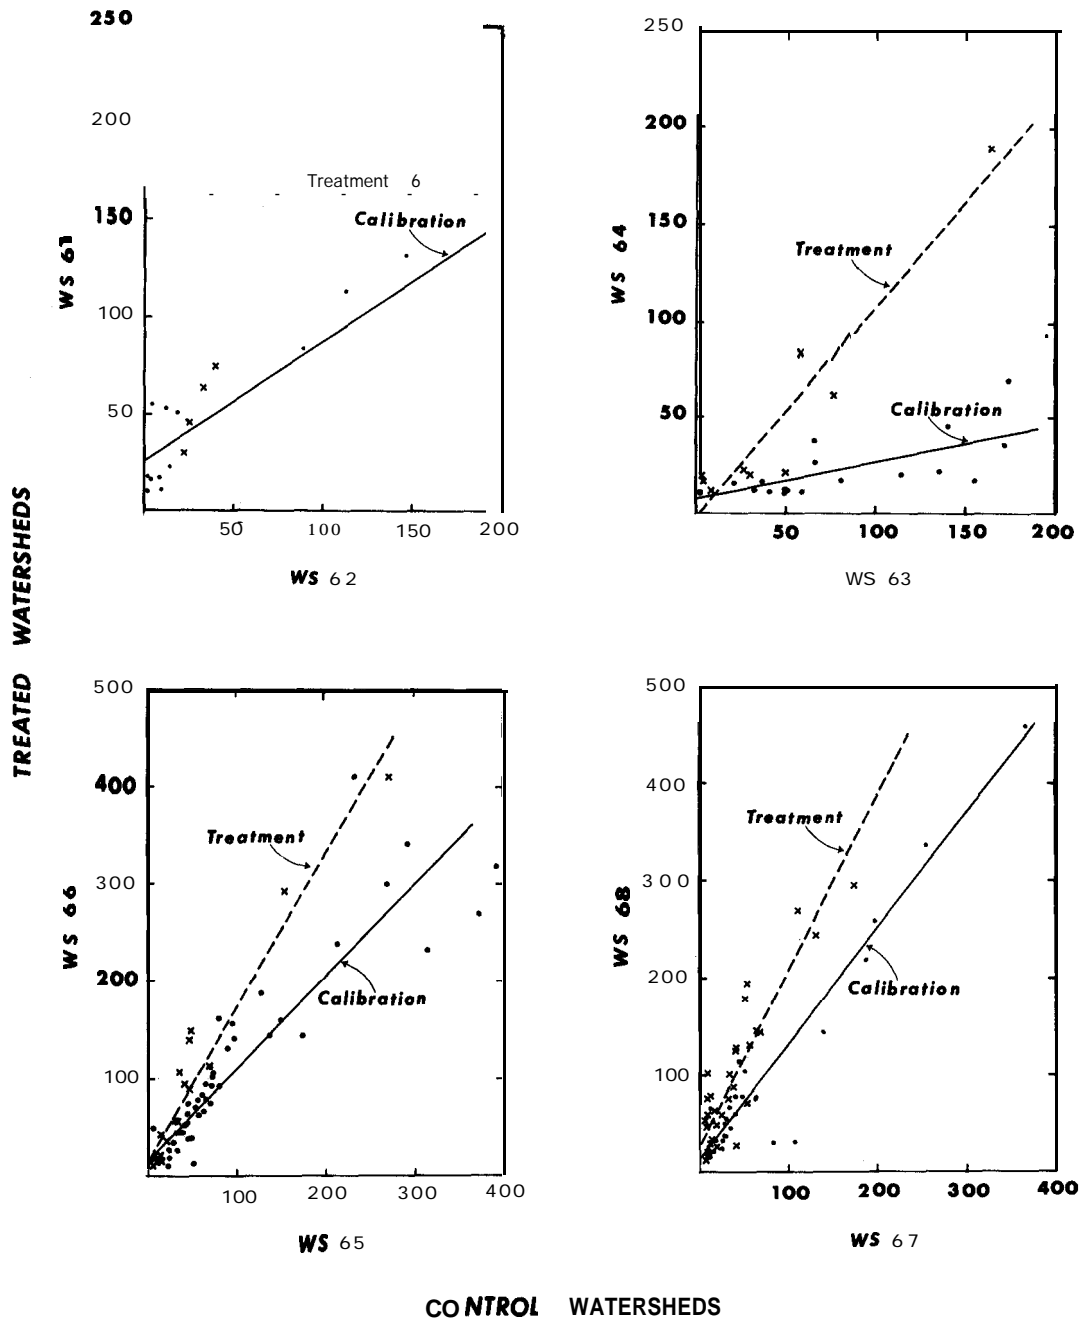 TREATED WATERSHEDS
250
200
150
100
50
WS 61
Treatment 6
Calibration
50
100
150
200
WS 62
250
200
150
100
50
WS 64
Treatment
Calibration
50
100
150
200
WS 63
500
400
300
200
100
WS 66
Treatment
Calibration
100
200
300
400
WS 65
500
400
300
200
100
WS 68
Treatment
Calibration
100
200
300
400
WS 67
CONTROL WATERSHEDS